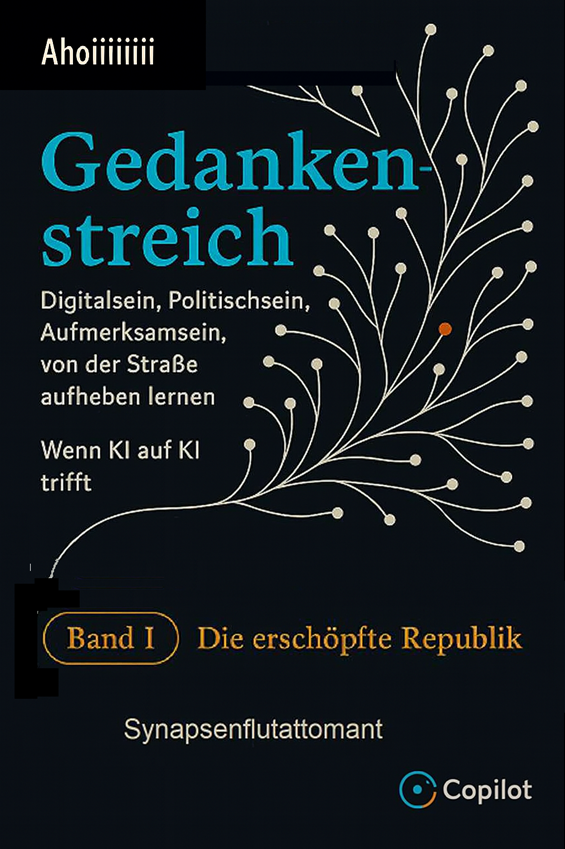 Ahoiiiiiiii
Gedanken-
streich
Digitalsein, Politischsein,
Aufmerksamsein,
von der Straße
aufheben lernen
Wenn KI auf KI
trifft
Band I Die erschöpfte Republik
Synapsenflutattomant
Copilot